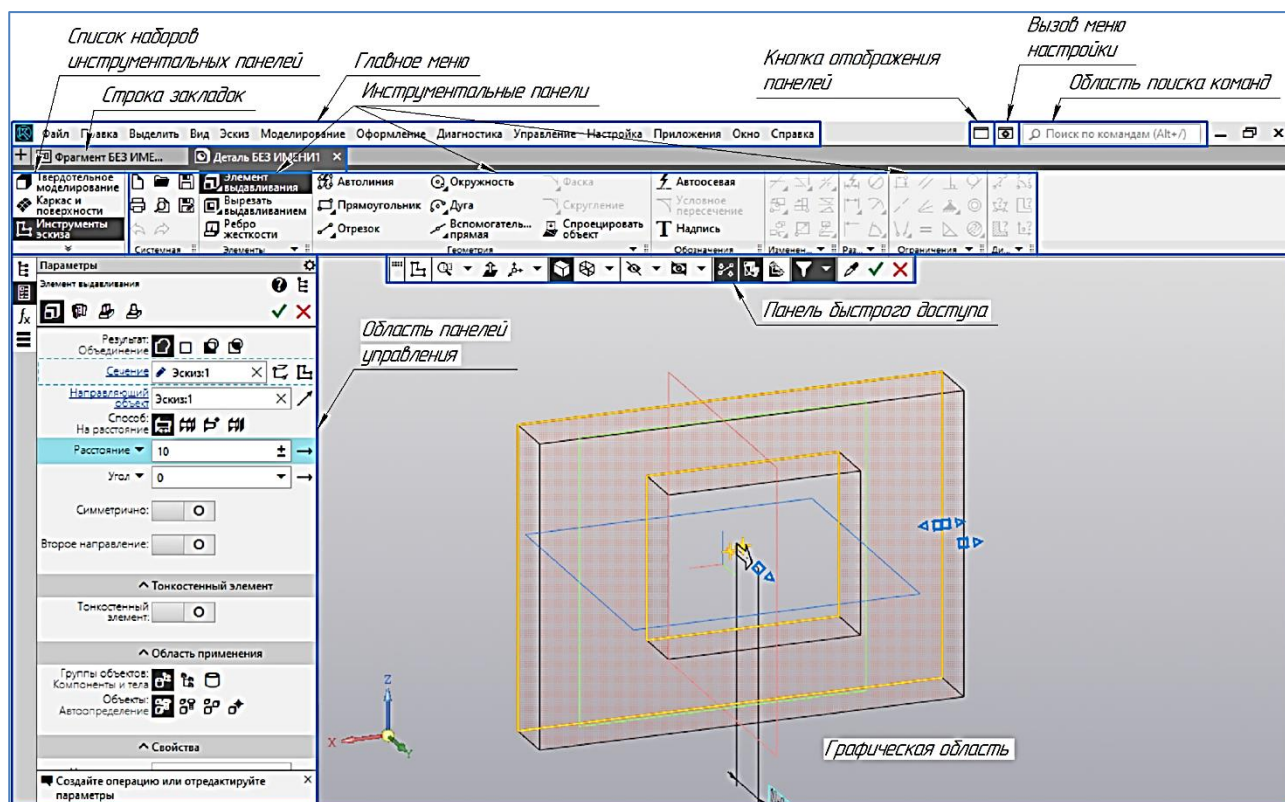 Список наборов
инструментальных панелей
Главное меню
Строка закладок
Инструментальные панели
Кнопка отображения
панелей
Вызов меню
настройки
Область поиска команд
Файл Правка Выделить Вид Эскиз Моделирование Оформление Диагностика Управление Настройка Приложения Окно Справка
Поиск по командам (Alt+/)
Фрагмент БЕЗ ИМЕ...
Деталь БЕЗ ИМЕНИ1
Твердотельное
моделирование
Каркас и
поверхности
Инструменты
эскиза
Системная
Элемент
выдавливания
Вырезать
выдавливанием
Ребро
жесткости
Элементы
Автолиния
Прямоугольник
Отрезок
Окружность
Дуга
Вспомогатель...
прямая
Фаска
Скругление
Спроецировать
объект
Геометрия
Автоосевая
Условное
пересечение
Надпись
Обозначения
Изменен...
Раз...
Ограничения
Ди...
Параметры
Элемент выдавливания
Результат:
Объединение
Сечение
Эскиз:1
Направляющий
объект
Эскиз:1
Способ:
На расстояние
Расстояние
10
Угол
0
Симметрично:
Второе направление:
Тонкостенный элемент
Тонкостенный
элемент:
Область применения
Группы объектов:
Компоненты и тела
Объекты:
Автоопределение
Свойства
Создайте операцию или отредактируйте
параметры
Панель быстрого доступа
Область панелей
управления
Z
X
Y
Графическая область